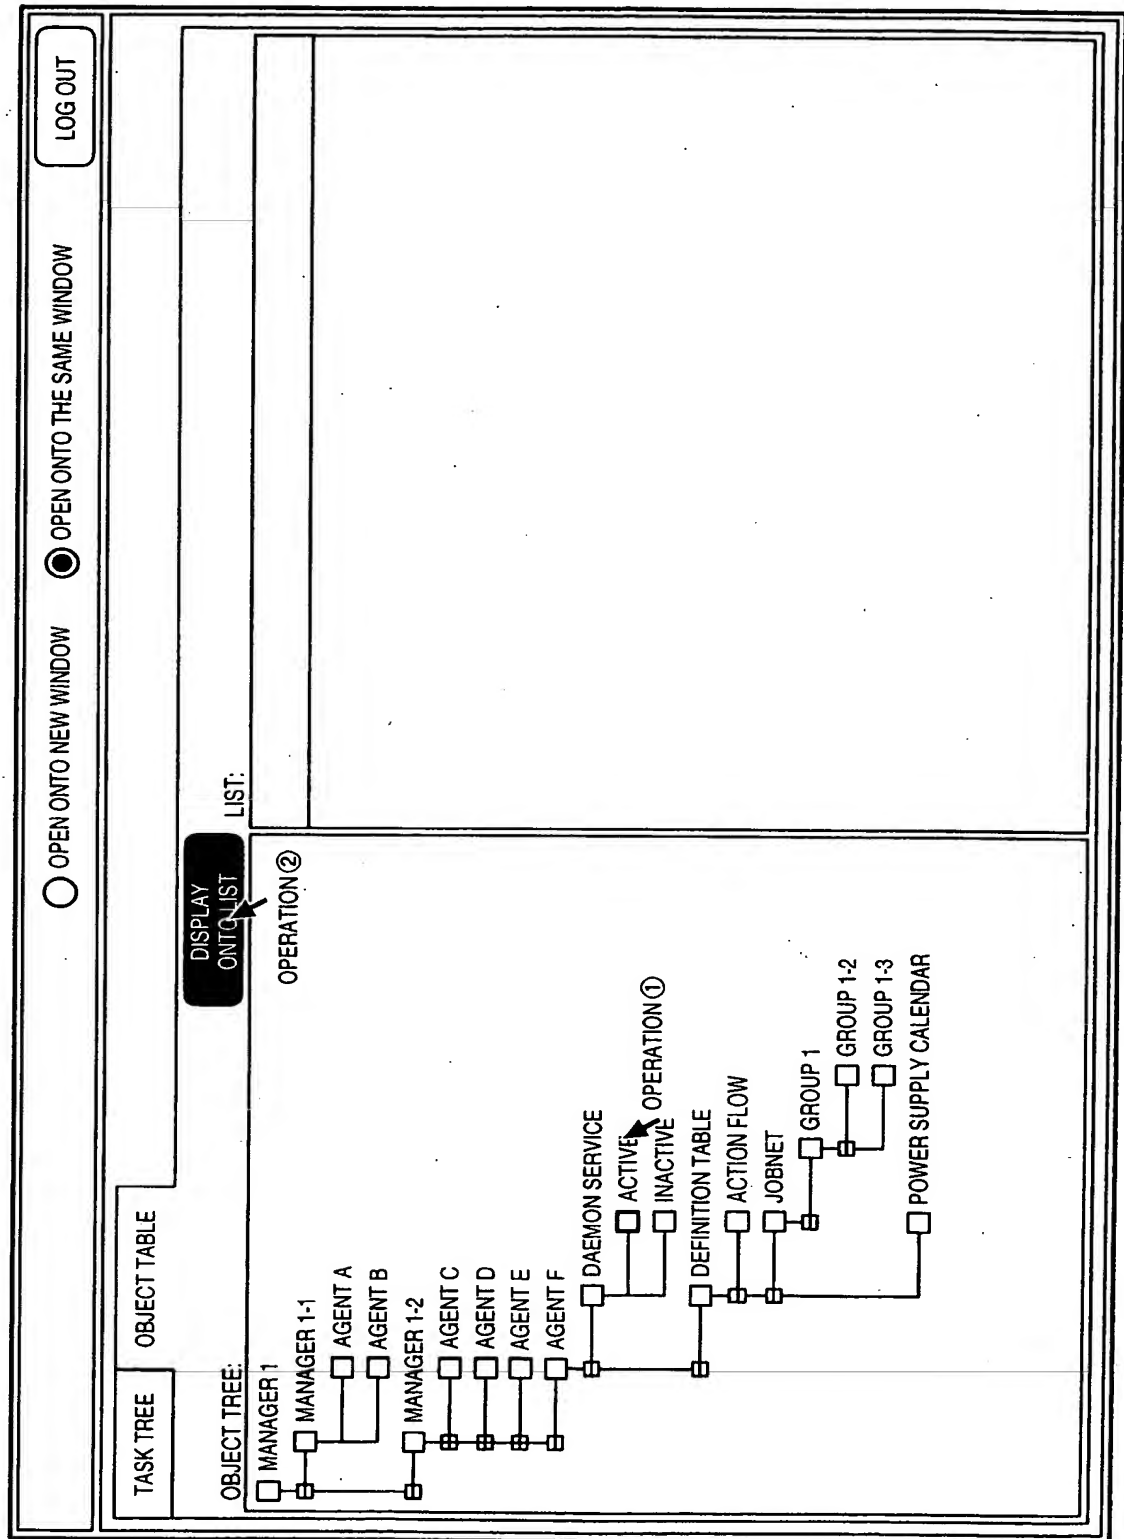 OPEN ONTO NEW WINDOW
OPEN ONTO THE SAME WINDOW
LOG OUT
TASK TREE
OBJECT TABLE
OBJECT TREE:
DISPLAY
ONTO LIST
LIST:
OPERATION②
MANAGER 1
MANAGER 1-1
AGENT A
AGENT B
MANAGER 1-2
AGENT C
AGENT D
AGENT E
AGENT F
DAEMON SERVICE
ACTIVE
OPERATION①
INACTIVE
DEFINITION TABLE
ACTION FLOW
JOBNET
GROUP 1
GROUP 1-2
GROUP 1-3
POWER SUPPLY CALENDAR